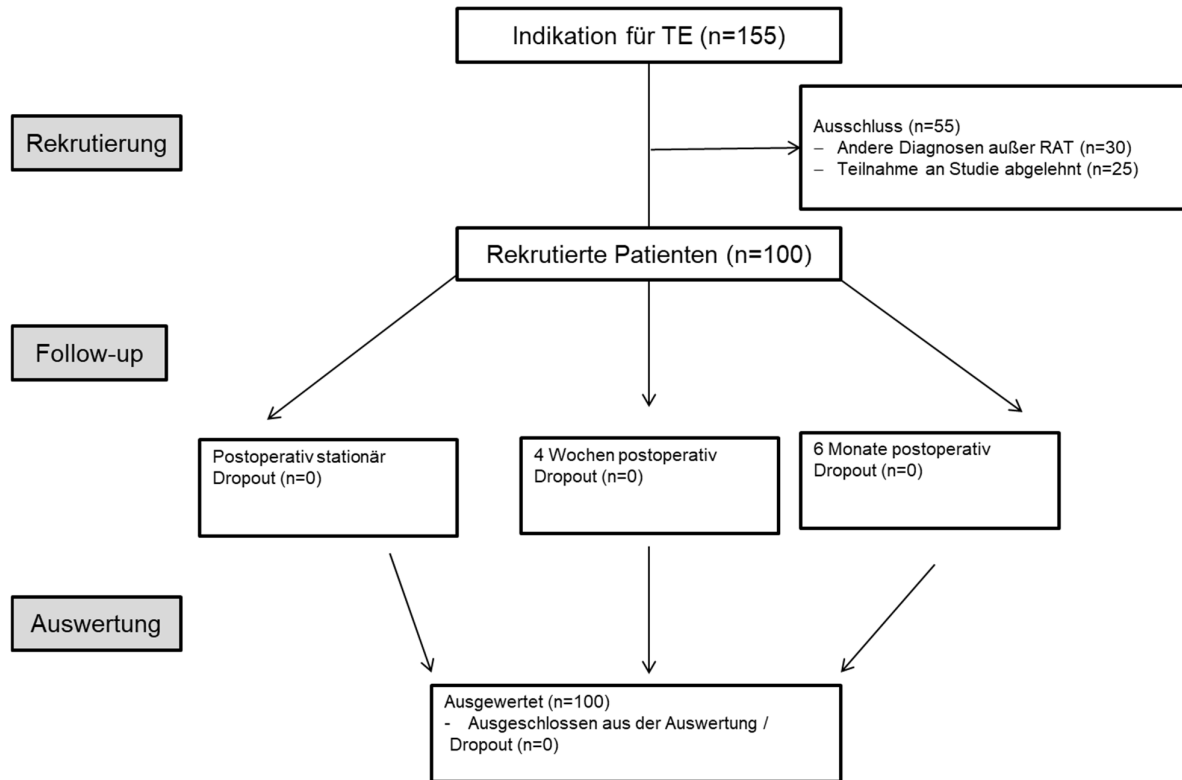 Indikation für TE (n=155)
Rekrutierung
Ausschluss (n=55)
– Andere Diagnosen außer RAT (n=30)
– Teilnahme an Studie abgelehnt (n=25)
Rekrutierte Patienten (n=100)
Follow-up
Postoperativ stationär
Dropout (n=0)
4 Wochen postoperativ
Dropout (n=0)
6 Monate postoperativ
Dropout (n=0)
Auswertung
Ausgewertet (n=100)
- Ausgeschlossen aus der Auswertung /
Dropout (n=0)